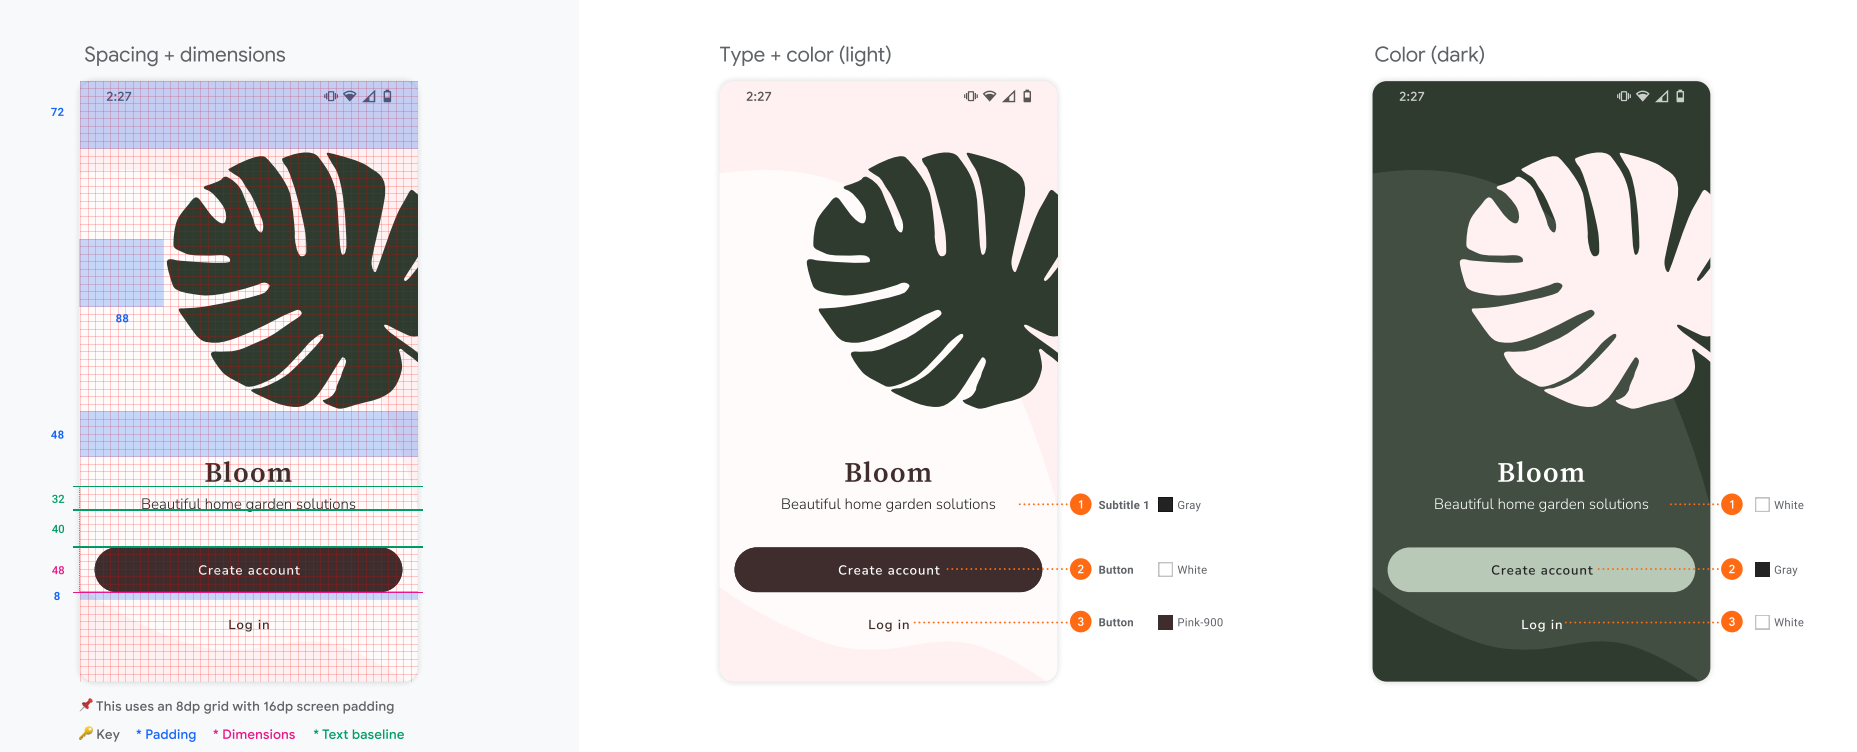 Spacing + dimensions
2:27
72
88
48
Bloom
32
Beautiful home garden solutions
40
48
Create account
8
Log in
This uses an 8dp grid with 16dp screen padding
Key * Padding * Dimensions * Text baseline
Type + color (light)
2:27
Bloom
Beautiful home garden solutions 1 Subtitle 1 Gray
Create account 2 Button White
Log in 3 Button Pink-900
Color (dark)
2:27
Bloom
Beautiful home garden solutions 1 White
Create account 2 Gray
Log in 3 White